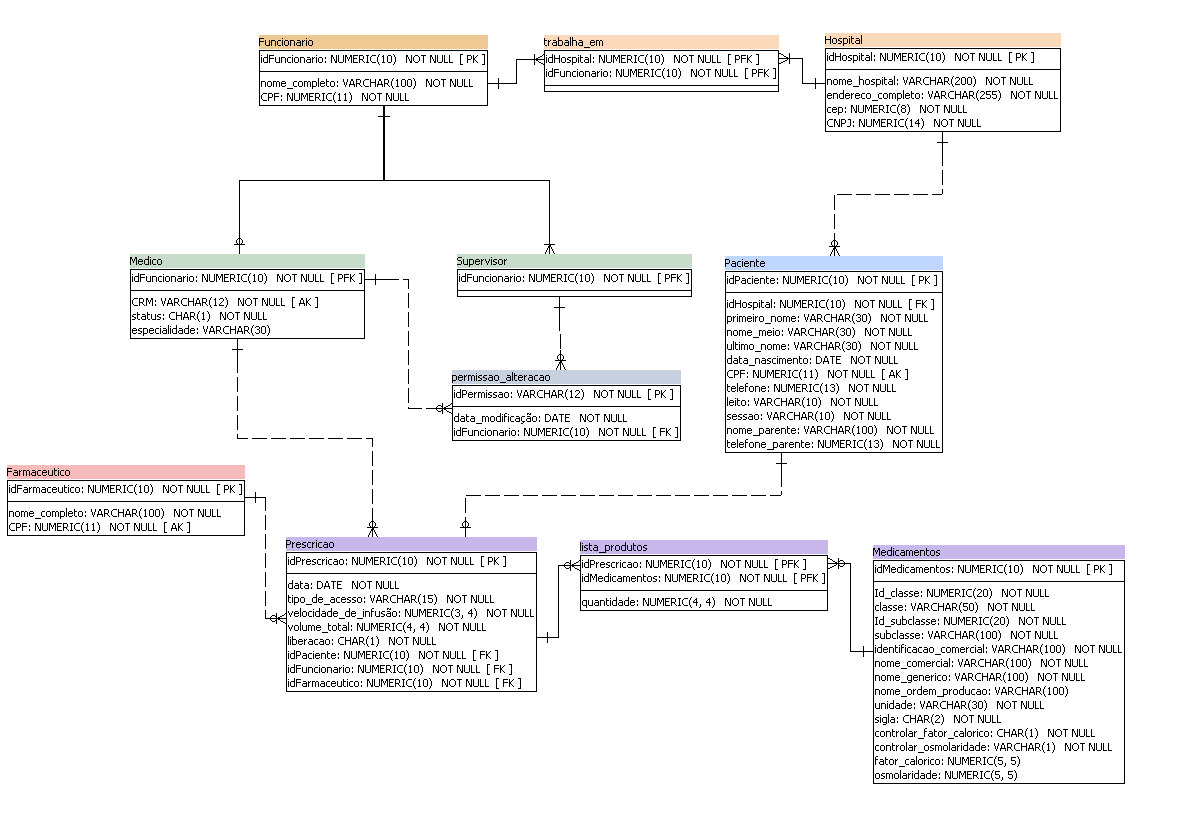 Funcionario
idFuncionario: NUMERIC(10) NOT NULL [ PK ]
nome_completo: VARCHAR(100) NOT NULL
CPF: NUMERIC(11) NOT NULL
trabalha_em
idHospital: NUMERIC(10) NOT NULL [ PFK ]
idFuncionario: NUMERIC(10) NOT NULL [ PFK ]
Hospital
idHospital: NUMERIC(10) NOT NULL [ PK ]
nome_hospital: VARCHAR(200) NOT NULL
endereco_completo: VARCHAR(255) NOT NULL
cep: NUMERIC(8) NOT NULL
CNPJ: NUMERIC(14) NOT NULL
Medico
idFuncionario: NUMERIC(10) NOT NULL [ PFK ]
CRM: VARCHAR(12) NOT NULL [ AK ]
status: CHAR(1) NOT NULL
especialidade: VARCHAR(30)
Supervisor
idFuncionario: NUMERIC(10) NOT NULL [ PFK ]
Paciente
idPaciente: NUMERIC(10) NOT NULL [ PK ]
idHospital: NUMERIC(10) NOT NULL [ FK ]
primeiro_nome: VARCHAR(30) NOT NULL
nome_meio: VARCHAR(30) NOT NULL
ultimo_nome: VARCHAR(30) NOT NULL
data_nascimento: DATE NOT NULL
CPF: NUMERIC(11) NOT NULL [ AK ]
telefone: NUMERIC(13) NOT NULL
leito: VARCHAR(10) NOT NULL
sessao: VARCHAR(10) NOT NULL
nome_parente: VARCHAR(100) NOT NULL
telefone_parente: NUMERIC(13) NOT NULL
permissao_alteracao
idPermissao: VARCHAR(12) NOT NULL [ PK ]
data_modificação: DATE NOT NULL
idFuncionario: NUMERIC(10) NOT NULL [ FK ]
Farmaceutico
idFarmaceutico: NUMERIC(10) NOT NULL [ PK ]
nome_completo: VARCHAR(100) NOT NULL
CPF: NUMERIC(11) NOT NULL [ AK ]
Prescricao
idPrescricao: NUMERIC(10) NOT NULL [ PK ]
data: DATE NOT NULL
tipo_de_acesso: VARCHAR(15) NOT NULL
velocidade_de_infusão: NUMERIC(3, 4) NOT NULL
volume_total: NUMERIC(4, 4) NOT NULL
liberacao: CHAR(1) NOT NULL
idPaciente: NUMERIC(10) NOT NULL [ FK ]
idFuncionario: NUMERIC(10) NOT NULL [ FK ]
idFarmaceutico: NUMERIC(10) NOT NULL [ FK ]
lista_produtos
idPrescricao: NUMERIC(10) NOT NULL [ PFK ]
idMedicamentos: NUMERIC(10) NOT NULL [ PFK ]
quantidade: NUMERIC(4, 4) NOT NULL
Medicamentos
idMedicamentos: NUMERIC(10) NOT NULL [ PK ]
Id_classe: NUMERIC(20) NOT NULL
classe: VARCHAR(50) NOT NULL
Id_subclasse: NUMERIC(20) NOT NULL
subclasse: VARCHAR(100) NOT NULL
identificacao_comercial: VARCHAR(100) NOT NULL
nome_comercial: VARCHAR(100) NOT NULL
nome_generico: VARCHAR(100) NOT NULL
nome_ordem_producao: VARCHAR(100)
unidade: VARCHAR(30) NOT NULL
sigla: CHAR(2) NOT NULL
controlar_fator_calorico: CHAR(1) NOT NULL
controlar_osmolaridade: VARCHAR(1) NOT NULL
fator_calorico: NUMERIC(5, 5)
osmolaridade: NUMERIC(5, 5)